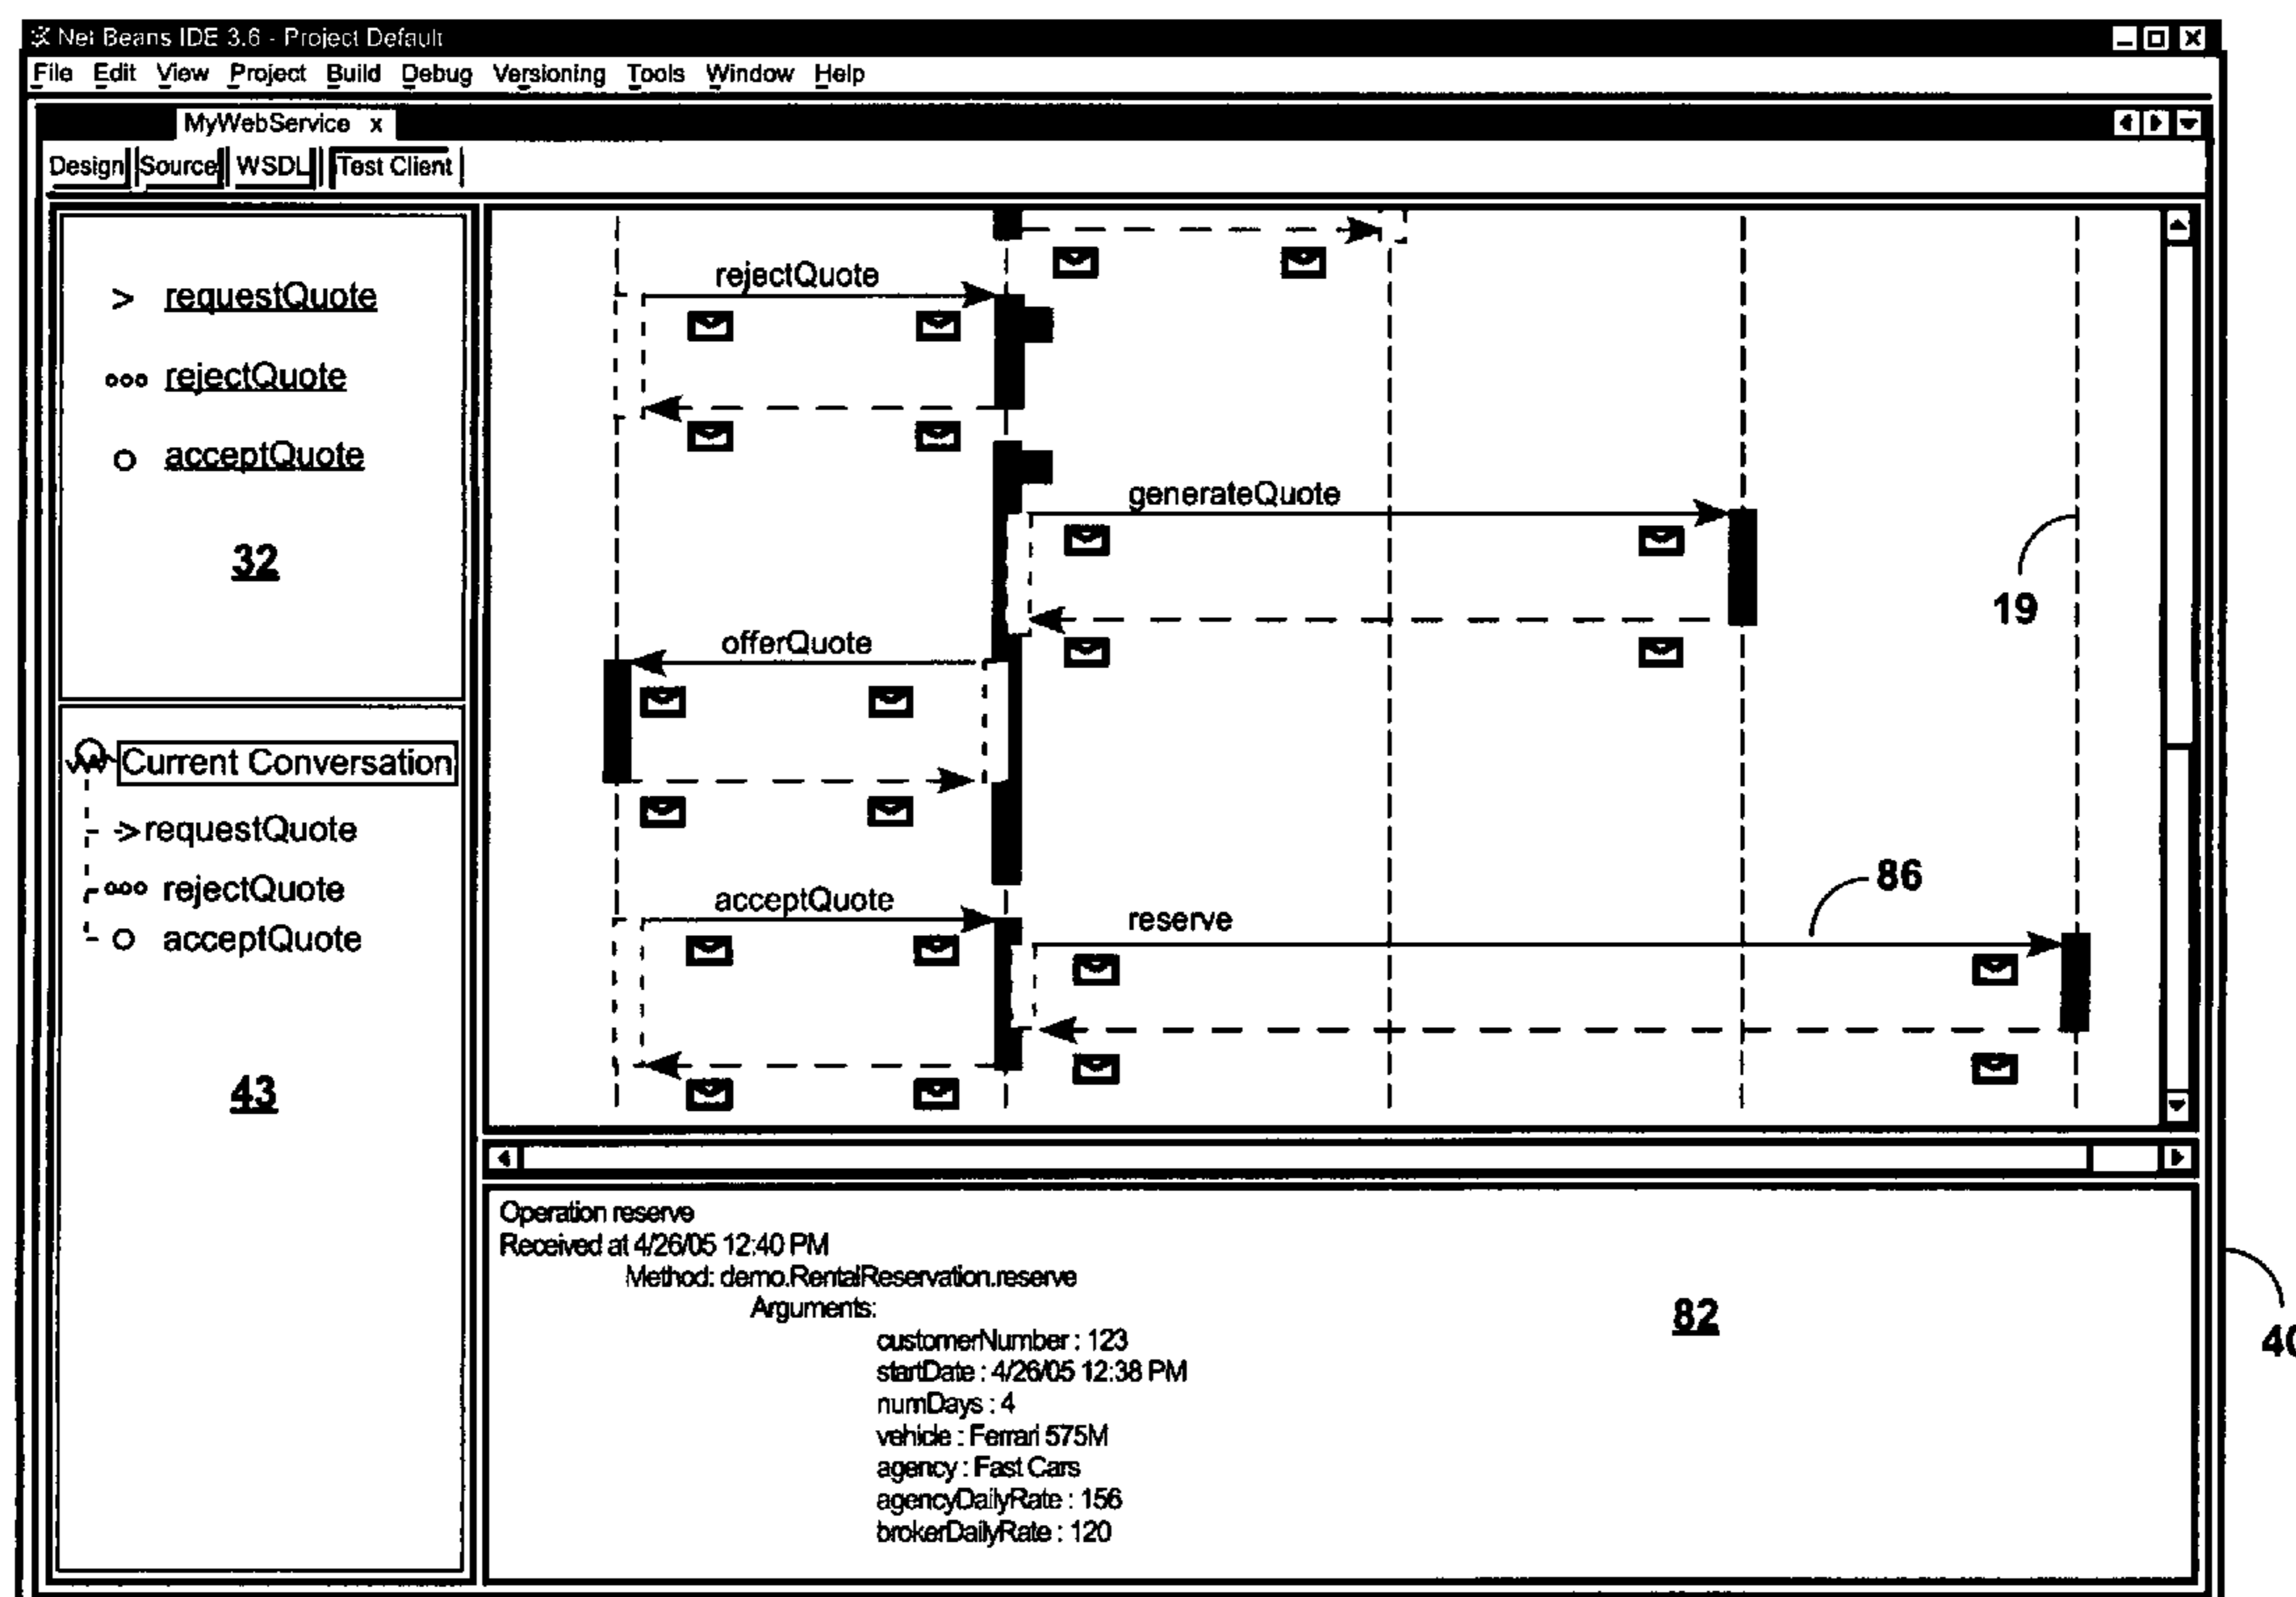 Net Beans IDE 3.6 - Project Default
File Edit View Project Build Debug Versioning Tools Window Help
MyWebService x
Design Source WSDL Test Client
> requestQuote
ooo rejectQuote
o acceptQuote
32
Current Conversation
-> requestQuote
ooo rejectQuote
o acceptQuote
43
rejectQuote
generateQuote
19
offerQuote
86
acceptQuote
reserve
Operation reserve
Received at 4/26/05 12:40 PM
Method: demo.RentalReservation.reserve
Arguments:
customerNumber : 123
startDate : 4/26/05 12:38 PM
numDays : 4
vehicle : Ferrari 575M
agency : Fast Cars
agencyDailyRate : 156
brokerDailyRate : 120
82
40